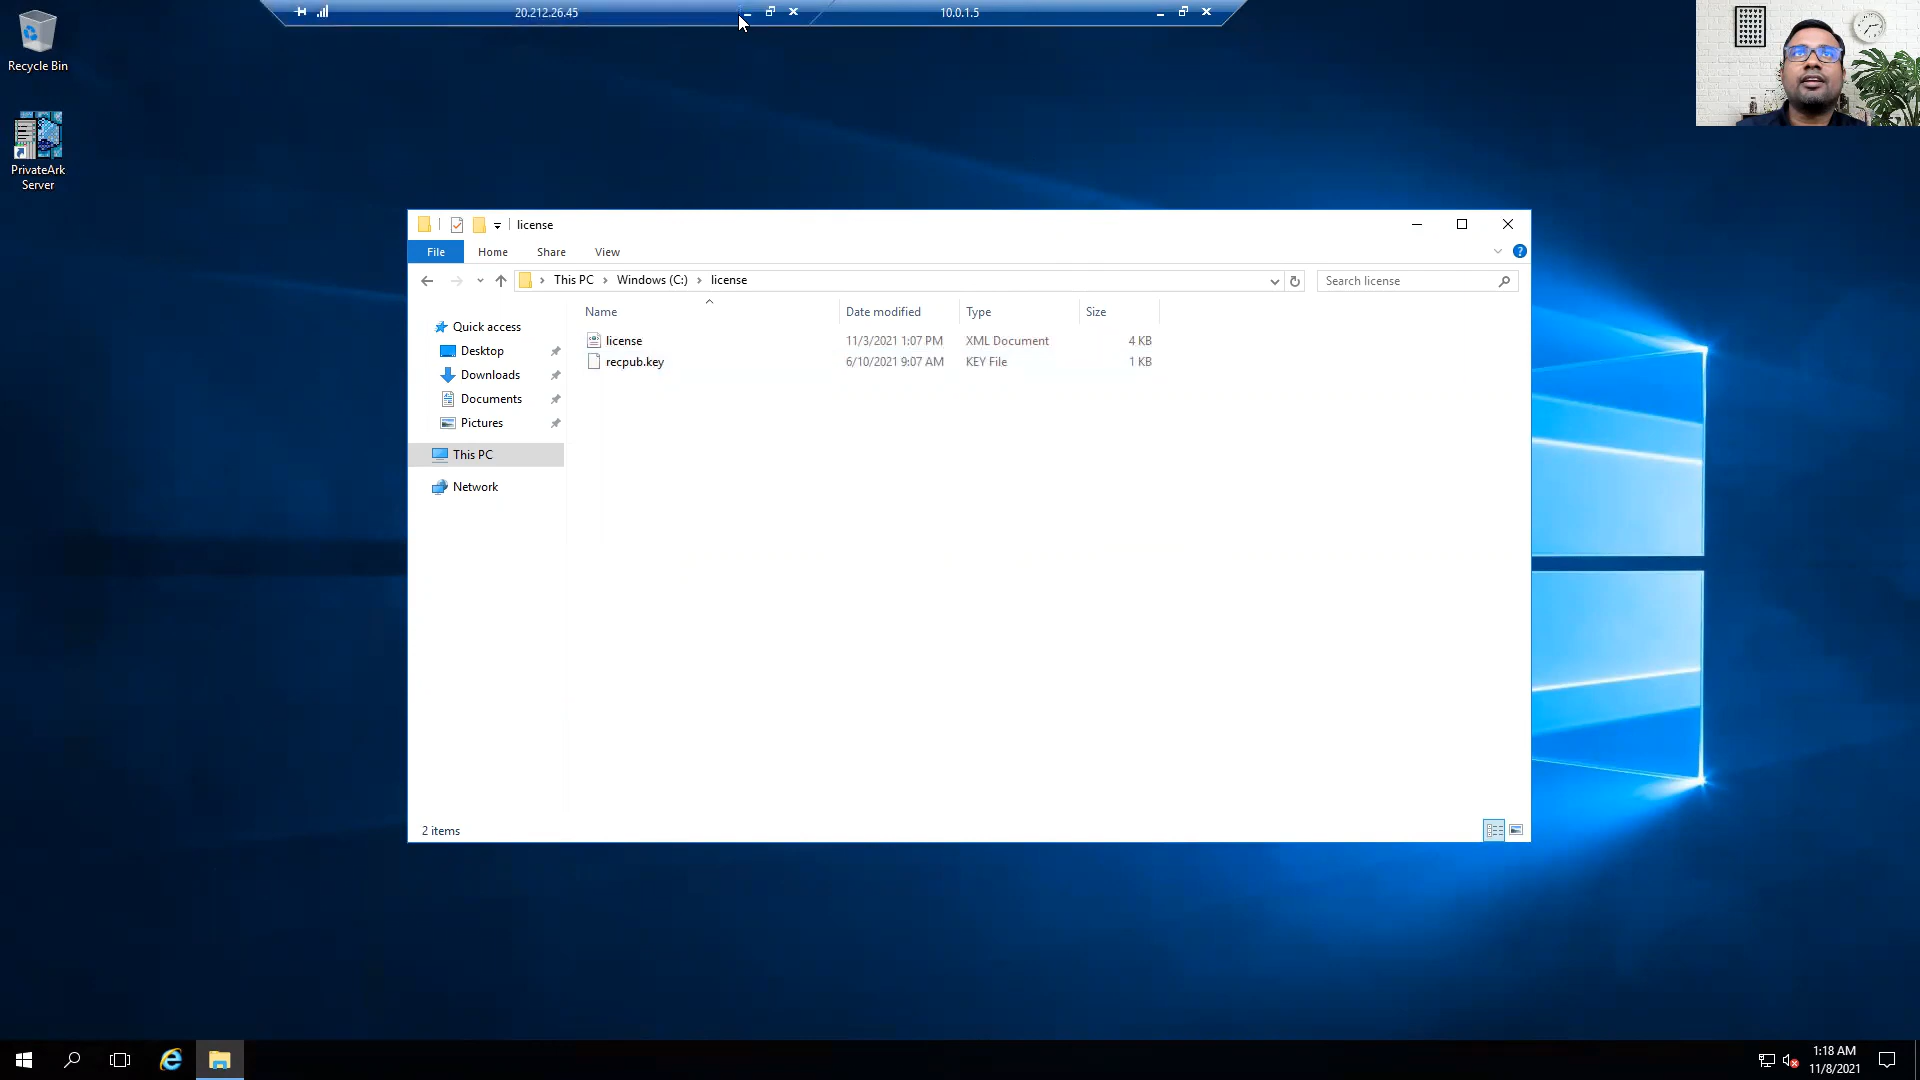 20.212.26.45
10.0.1.5
Recycle Bin
PrivateArk
Server
license
File
Home
Share
View
This PC
Windows (C:)
license
Search license
Name
Date modified
Type
Size
license
11/3/2021 1:07 PM
XML Document
4 KB
recpub.key
6/10/2021 9:07 AM
KEY File
1 KB
Quick access
Desktop
Downloads
Documents
Pictures
This PC
Network
2 items
1:18 AM
11/8/2021